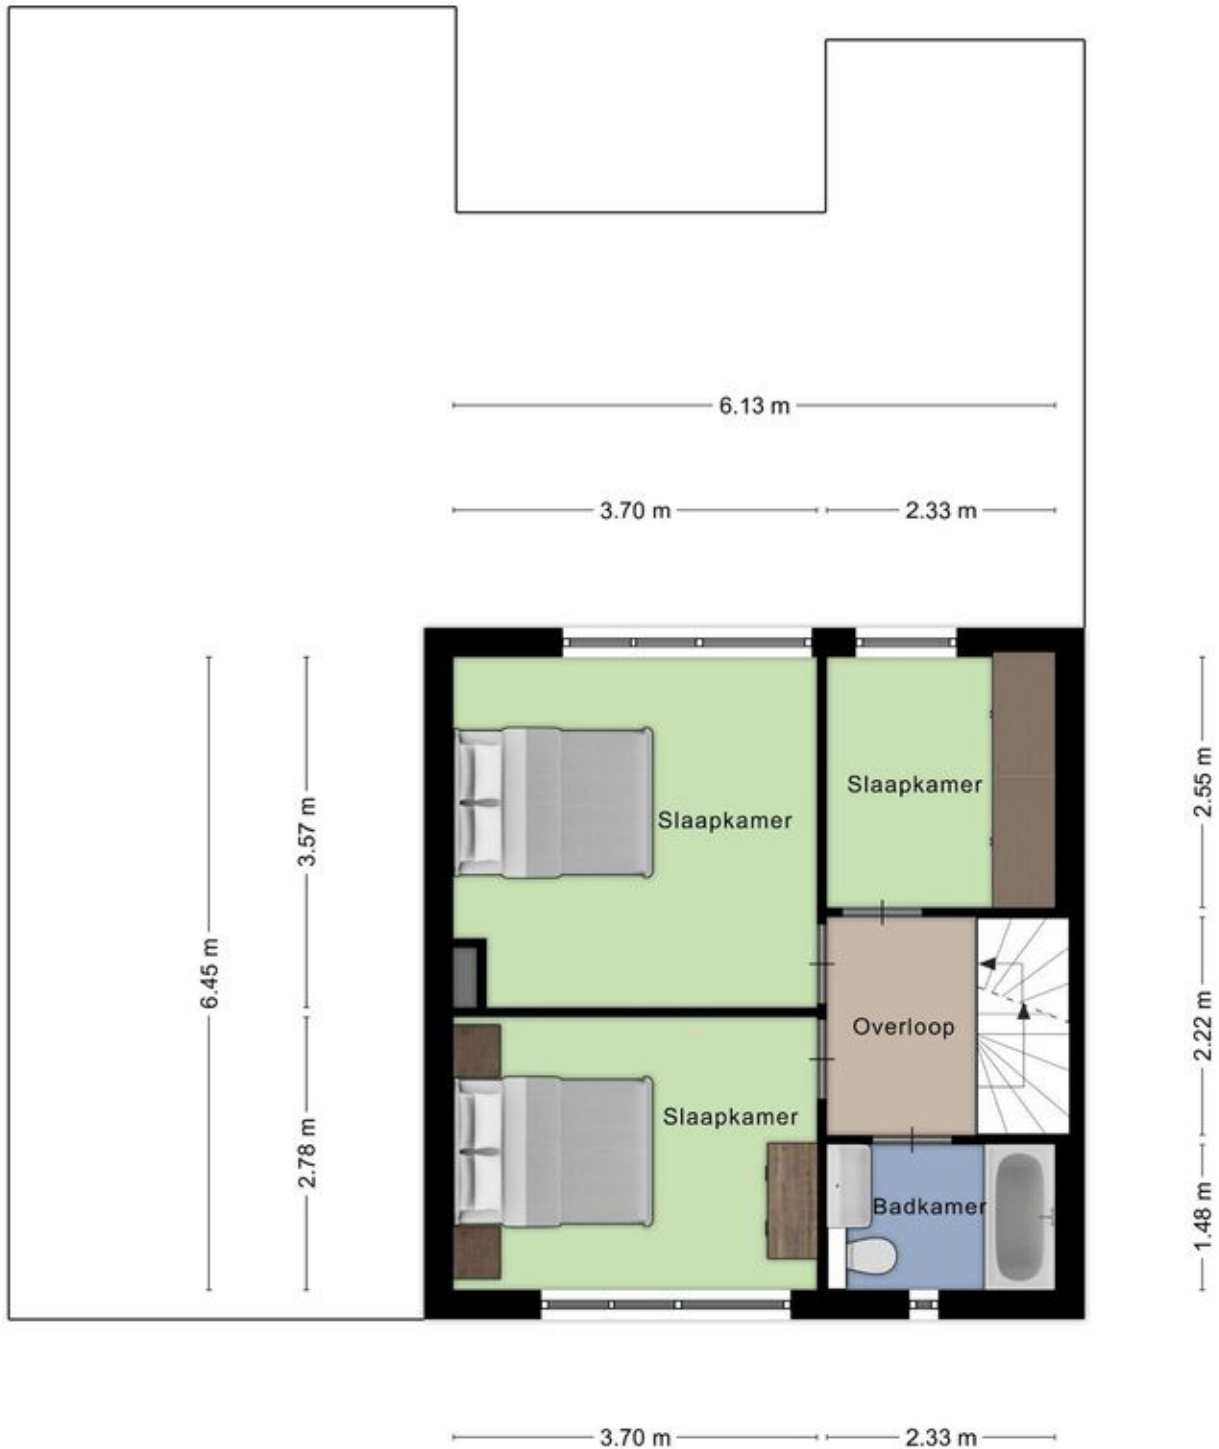 6.13 m
3.70 m
2.33 m
Slaapkamer
Slaapkamer
3.57 m
2.55 m
6.45 m
Overloop
2.22 m
Slaapkamer
2.78 m
Badkamer
1.48 m
3.70 m
2.33 m